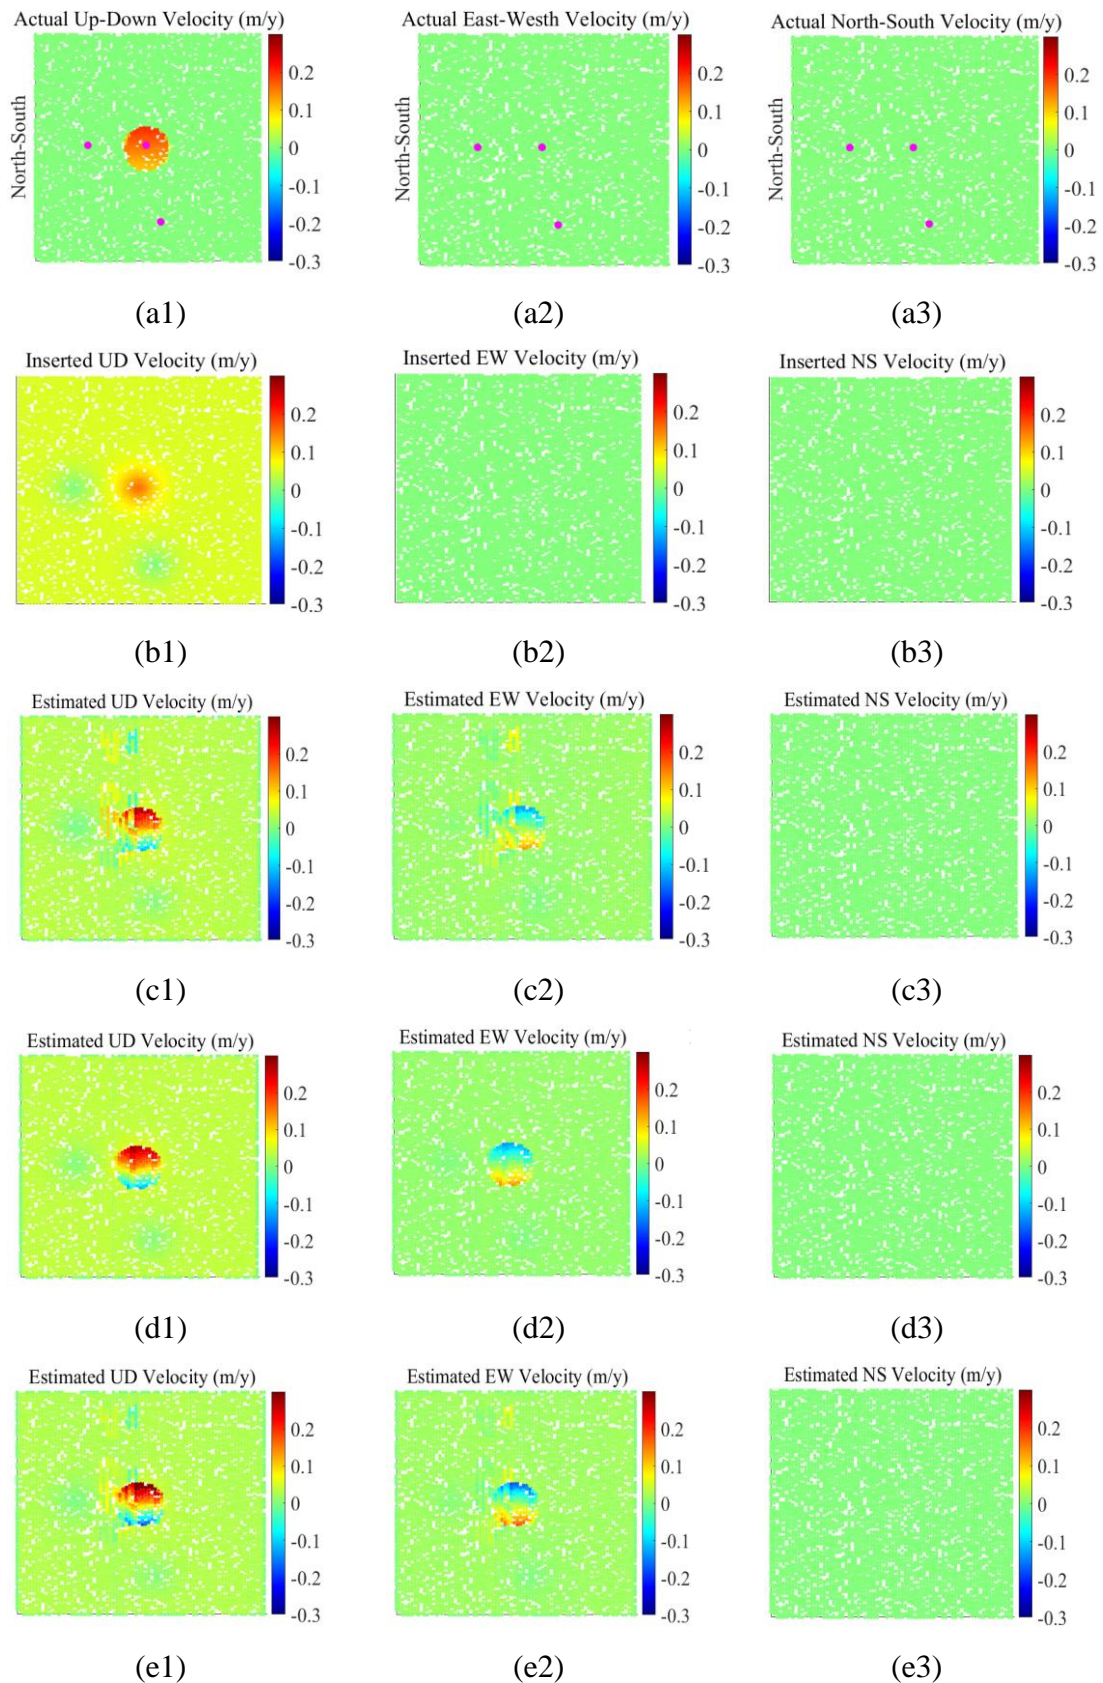 Actual Up-Down Velocity (m/y)
Actual East-Westh Velocity (m/y)
Actual North-South Velocity (m/y)
North-South
0.2
0.1
0
-0.1
-0.2
-0.3
North-South
0.2
0.1
0
-0.1
-0.2
-0.3
North-South
0.2
0.1
0
-0.1
-0.2
-0.3
(a1)
(a2)
(a3)
Inserted UD Velocity (m/y)
Inserted EW Velocity (m/y)
Inserted NS Velocity (m/y)
0.2
0.1
0
-0.1
-0.2
-0.3
0.2
0.1
0
-0.1
-0.2
-0.3
0.2
0.1
0
-0.1
-0.2
-0.3
(b1)
(b2)
(b3)
Estimated UD Velocity (m/y)
Estimated EW Velocity (m/y)
Estimated NS Velocity (m/y)
0.2
0.1
0
-0.1
-0.2
-0.3
0.2
0.1
0
-0.1
-0.2
-0.3
0.2
0.1
0
-0.1
-0.2
-0.3
(c1)
(c2)
(c3)
Estimated UD Velocity (m/y)
Estimated EW Velocity (m/y)
Estimated NS Velocity (m/y)
0.2
0.1
0
-0.1
-0.2
-0.3
0.2
0.1
0
-0.1
-0.2
-0.3
0.2
0.1
0
-0.1
-0.2
-0.3
(d1)
(d2)
(d3)
Estimated UD Velocity (m/y)
Estimated EW Velocity (m/y)
Estimated NS Velocity (m/y)
0.2
0.1
0
-0.1
-0.2
-0.3
0.2
0.1
0
-0.1
-0.2
-0.3
0.2
0.1
0
-0.1
-0.2
-0.3
(e1)
(e2)
(e3)